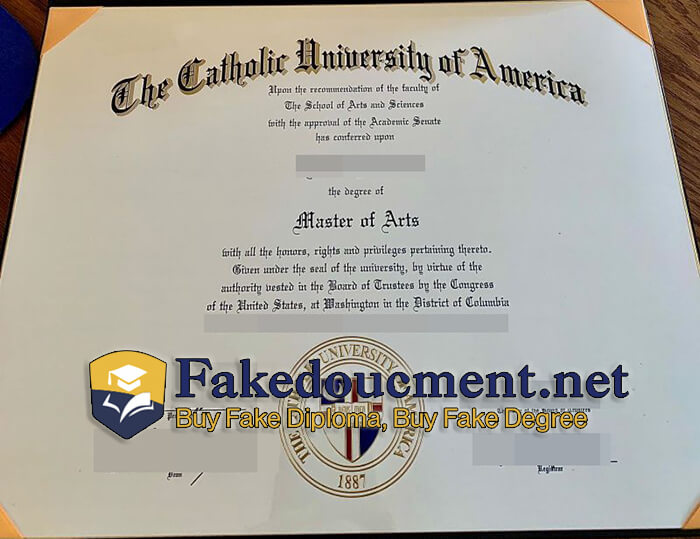 The Catholic University of America
Upon the recommendation of the faculty of
The School of Arts and Sciences
with the approval of the Academic Senate
has conferred upon
the degree of
Master of Arts
with all the honors, rights and privileges pertaining thereto.
Given under the seal of the university, by virtue of the
authority vested in the Board of Trustees by the Congress
of the United States, at Washington in the District of Columbia
Fakedoucment.net
Buy Fake Diploma, Buy Fake Degree
THE UNIVERSITY AMERICA
1887
Dean
Registrar